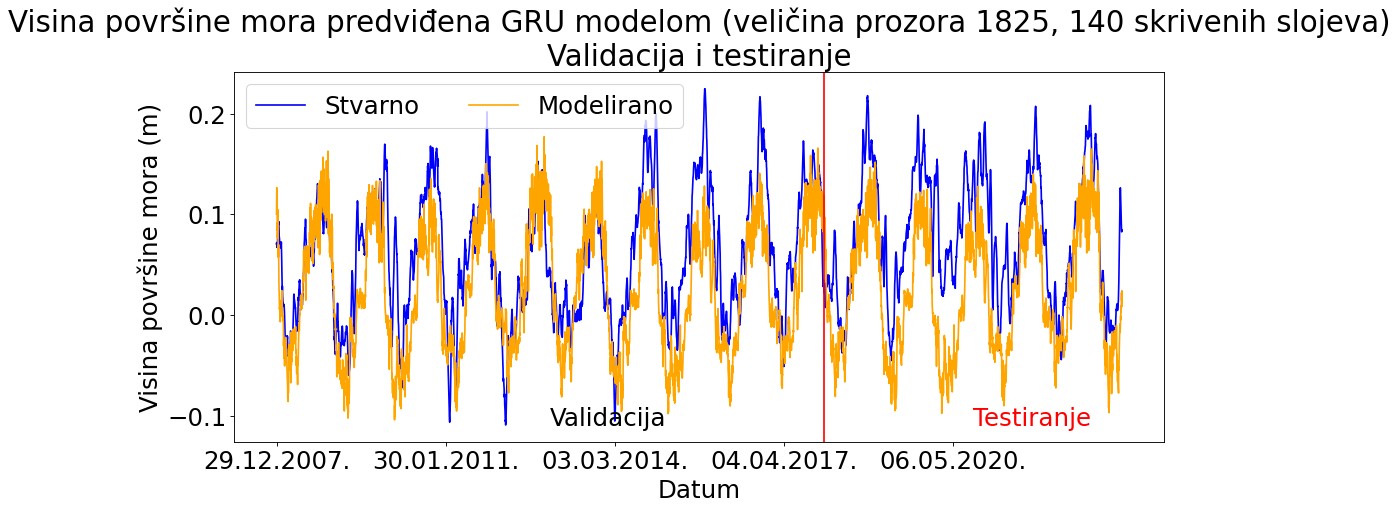 Visina površine mora predviđena GRU modelom (veličina prozora 1825, 140 skrivenih slojeva)
Validacija i testiranje
Stvarno Modelirano
Visina površine mora (m)
0.2
0.1
0.0
−0.1
Validacija Testiranje
29.12.2007. 30.01.2011. 03.03.2014. 04.04.2017. 06.05.2020.
Datum